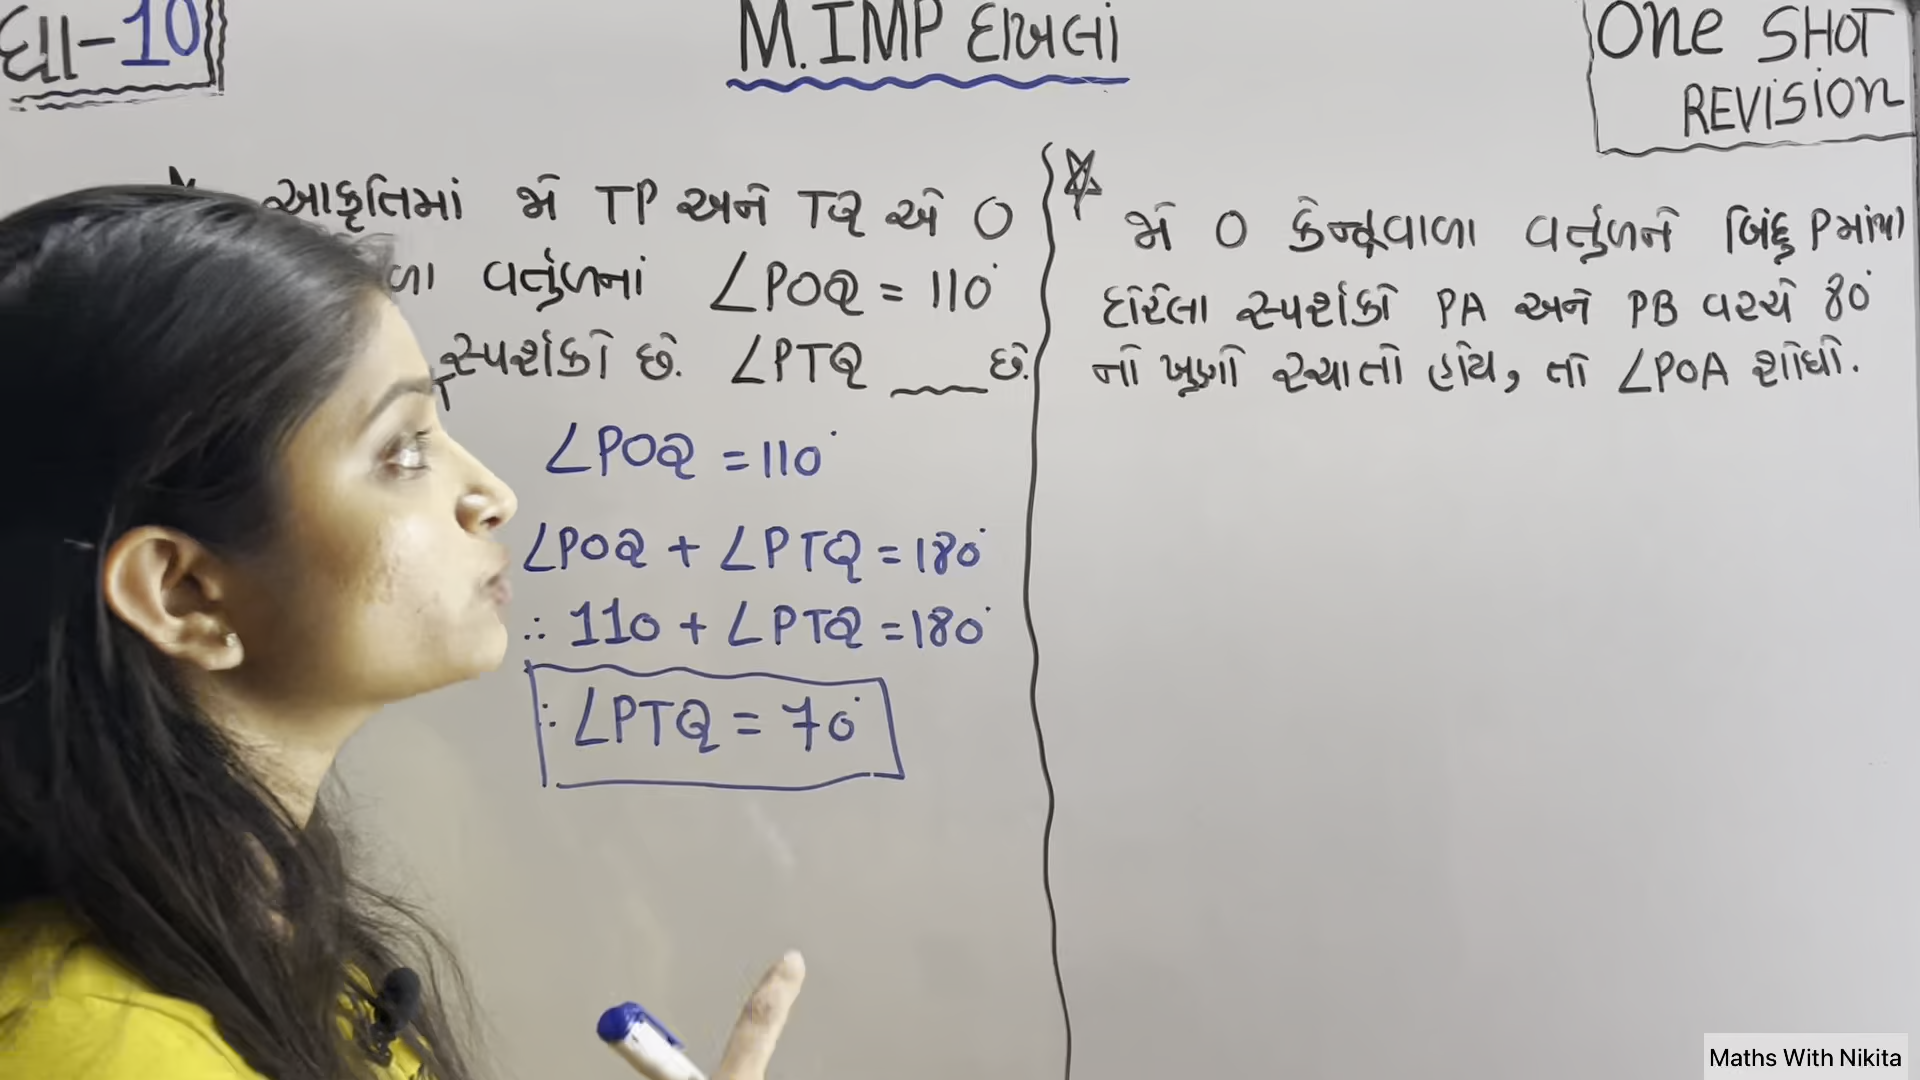 ધા-10
M. IMP દાખલાં
One SHOT
REVISION
આકૃતિમાં જો TP અને TQ એ O
વર્તુળનાં ∠POQ = 110°
સ્પર્શકો છે. ∠PTQ ____ છે.
T
∠POQ = 110°
∠POQ + ∠PTQ = 180°
∴ 110 + ∠PTQ = 180°
∴ ∠PTQ = 70°
જો O કેન્દ્રવાળા વર્તુળને બિંદુ Pમાંથી
દોરેલા સ્પર્શકો PA અને PB વચ્ચે 80°
નો ખુણો રચાતો હોય, તો ∠POA શોધો.
Maths With Nikita